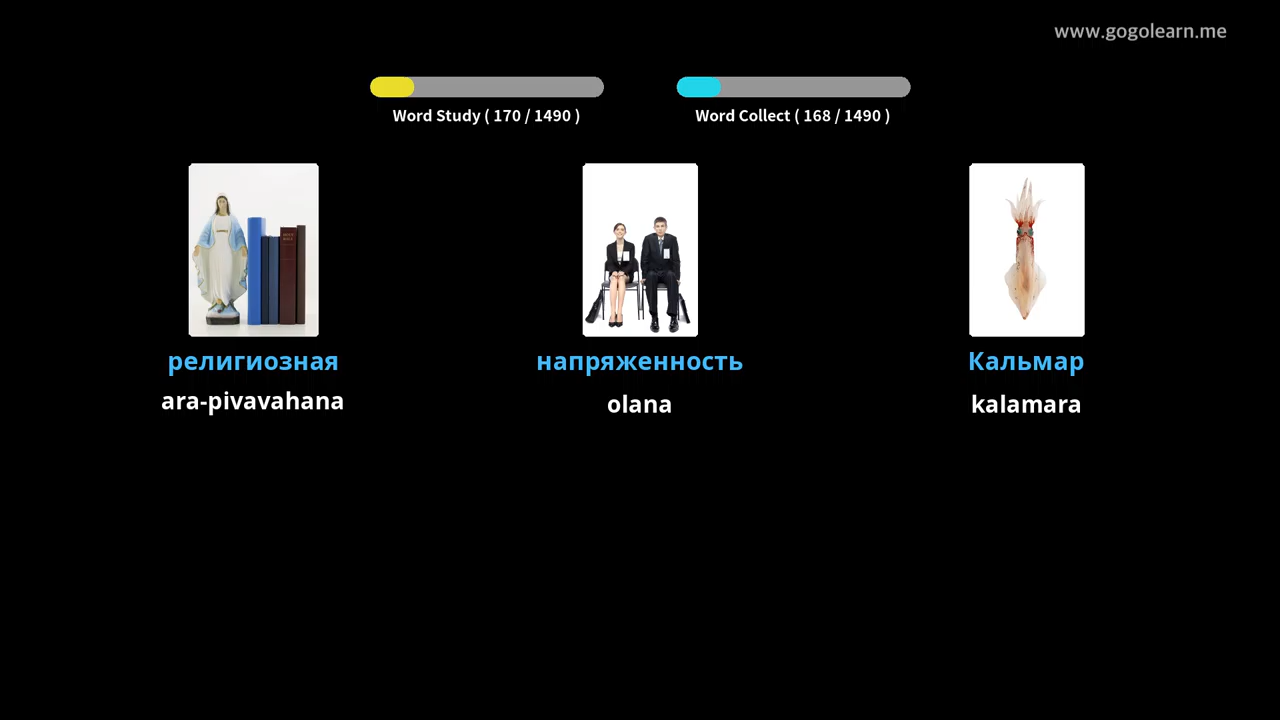 www.gogolearn.me
Word Study ( 170 / 1490 )
Word Collect ( 168 / 1490 )
религиозная
напряженность
Кальмар
ara-pivavahana
olana
kalamara